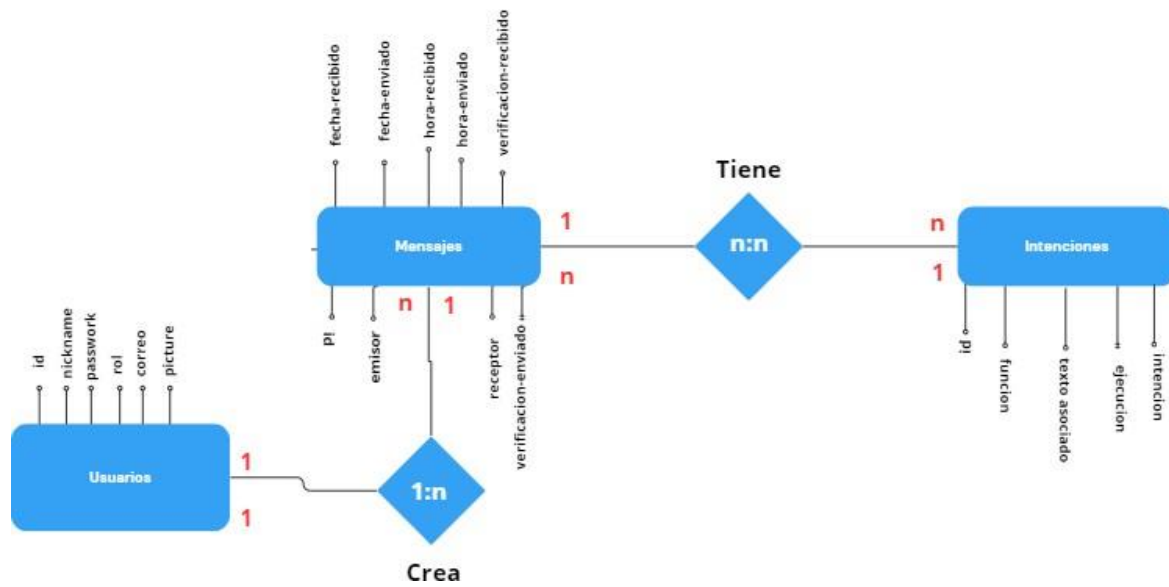 fecha-recibido
fecha-enviado
hora-recibido
hora-enviado
verificacion-recibido
Tiene
Mensajes
1
n:n
n
Intenciones
n
1
n
1
id
emisor
receptor
verificacion-enviado
id
funcion
texto asociado
ejecucion
intencion
id
nickname
passwork
rol
correo
picture
Usuarios
1
1
1:n
Crea